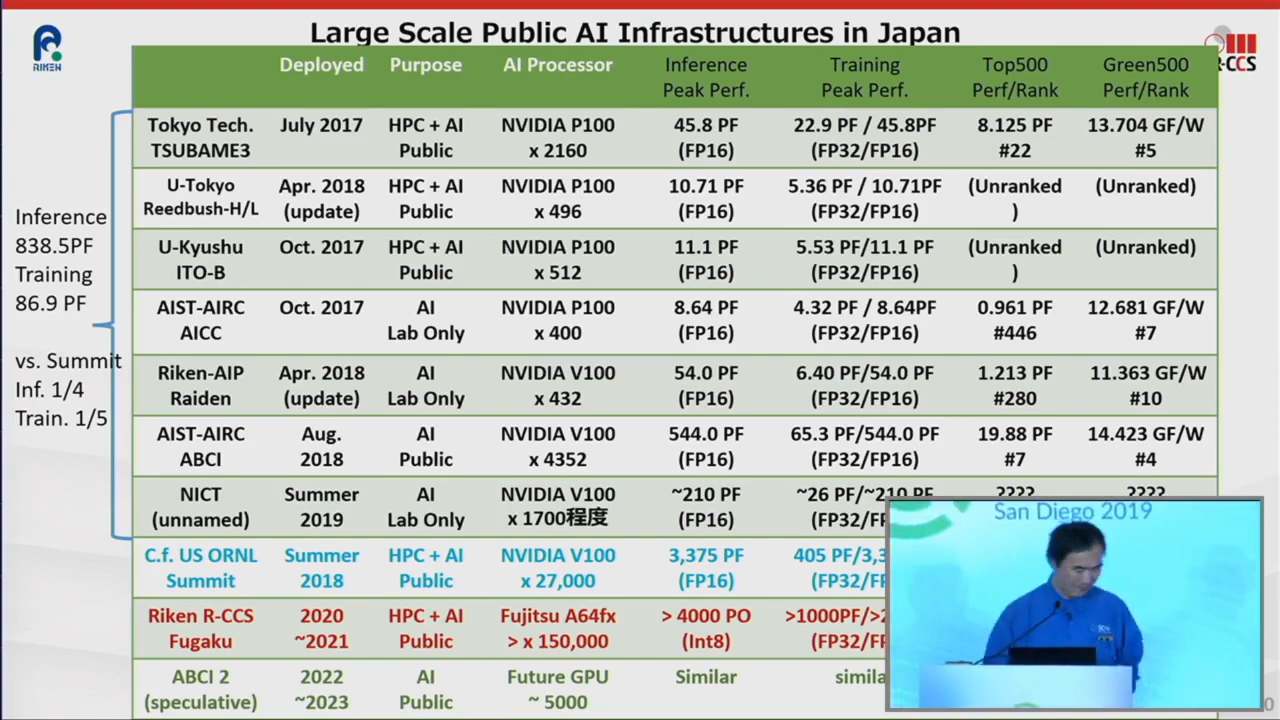 Large Scale Public AI Infrastructures in Japan
RIKEN
R-CCS
Deployed Purpose AI Processor Inference Peak Perf. Training Peak Perf. Top500 Perf/Rank Green500 Perf/Rank
Tokyo Tech. July 2017 HPC + AI NVIDIA P100 45.8 PF 22.9 PF / 45.8PF 8.125 PF 13.704 GF/W
TSUBAME3 Public x 2160 (FP16) (FP32/FP16) #22 #5
U-Tokyo Apr. 2018 HPC + AI NVIDIA P100 10.71 PF 5.36 PF / 10.71PF (Unranked (Unranked)
Reedbush-H/L (update) Public x 496 (FP16) (FP32/FP16) )
U-Kyushu Oct. 2017 HPC + AI NVIDIA P100 11.1 PF 5.53 PF/11.1 PF (Unranked (Unranked)
ITO-B Public x 512 (FP16) (FP32/FP16) )
AIST-AIRC Oct. 2017 AI NVIDIA P100 8.64 PF 4.32 PF / 8.64PF 0.961 PF 12.681 GF/W
AICC Lab Only x 400 (FP16) (FP32/FP16) #446 #7
Riken-AIP Apr. 2018 AI NVIDIA V100 54.0 PF 6.40 PF/54.0 PF 1.213 PF 11.363 GF/W
Raiden (update) Lab Only x 432 (FP16) (FP32/FP16) #280 #10
AIST-AIRC Aug. AI NVIDIA V100 544.0 PF 65.3 PF/544.0 PF 19.88 PF 14.423 GF/W
ABCI 2018 Public x 4352 (FP16) (FP32/FP16) #7 #4
NICT Summer AI NVIDIA V100 ~210 PF ~26 PF/~210 PF ???? ????
(unnamed) 2019 Lab Only x 1700程度 (FP16) (FP32/F
C.f. US ORNL Summer HPC + AI NVIDIA V100 3,375 PF 405 PF/3,3
Summit 2018 Public x 27,000 (FP16) (FP32/F
Riken R-CCS 2020 HPC + AI Fujitsu A64fx > 4000 PO >1000PF/>
Fugaku ~2021 Public > x 150,000 (Int8) (FP32/F
ABCI 2 2022 AI Future GPU Similar simila
(speculative) ~2023 Public ~ 5000
Inference
838.5PF
Training
86.9 PF
vs. Summit
Inf. 1/4
Train. 1/5
San Diego 2019